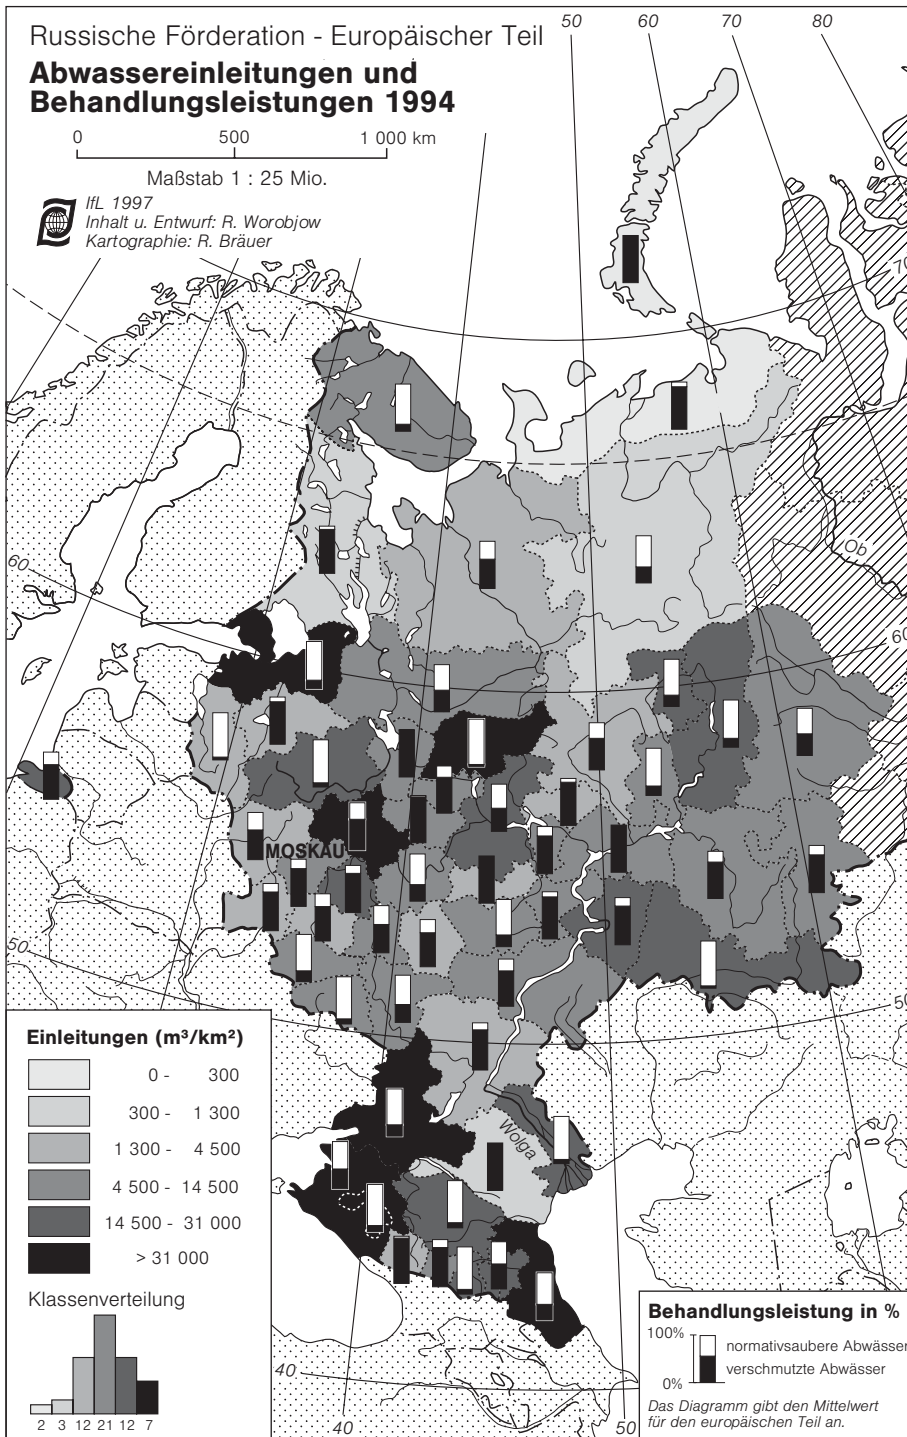 Russische Förderation - Europäischer Teil
Abwassereinleitungen und
Behandlungsleistungen 1994
0 500 1 000 km
Maßstab 1 : 25 Mio.
IfL 1997
Inhalt u. Entwurf: R. Worobjow
Kartographie: R. Bräuer
50 60 70 80
70
60
Ob
60
MOSKAU
50
50
Wolga
Einleitungen (m³/km²)
0 - 300
300 - 1 300
1 300 - 4 500
4 500 - 14 500
14 500 - 31 000
> 31 000
Klassenverteilung
2 3 12 21 12 7
40
40
50
Behandlungsleistung in %
100%
normativsaubere Abwässer
verschmutzte Abwässer
0%
Das Diagramm gibt den Mittelwert
für den europäischen Teil an.